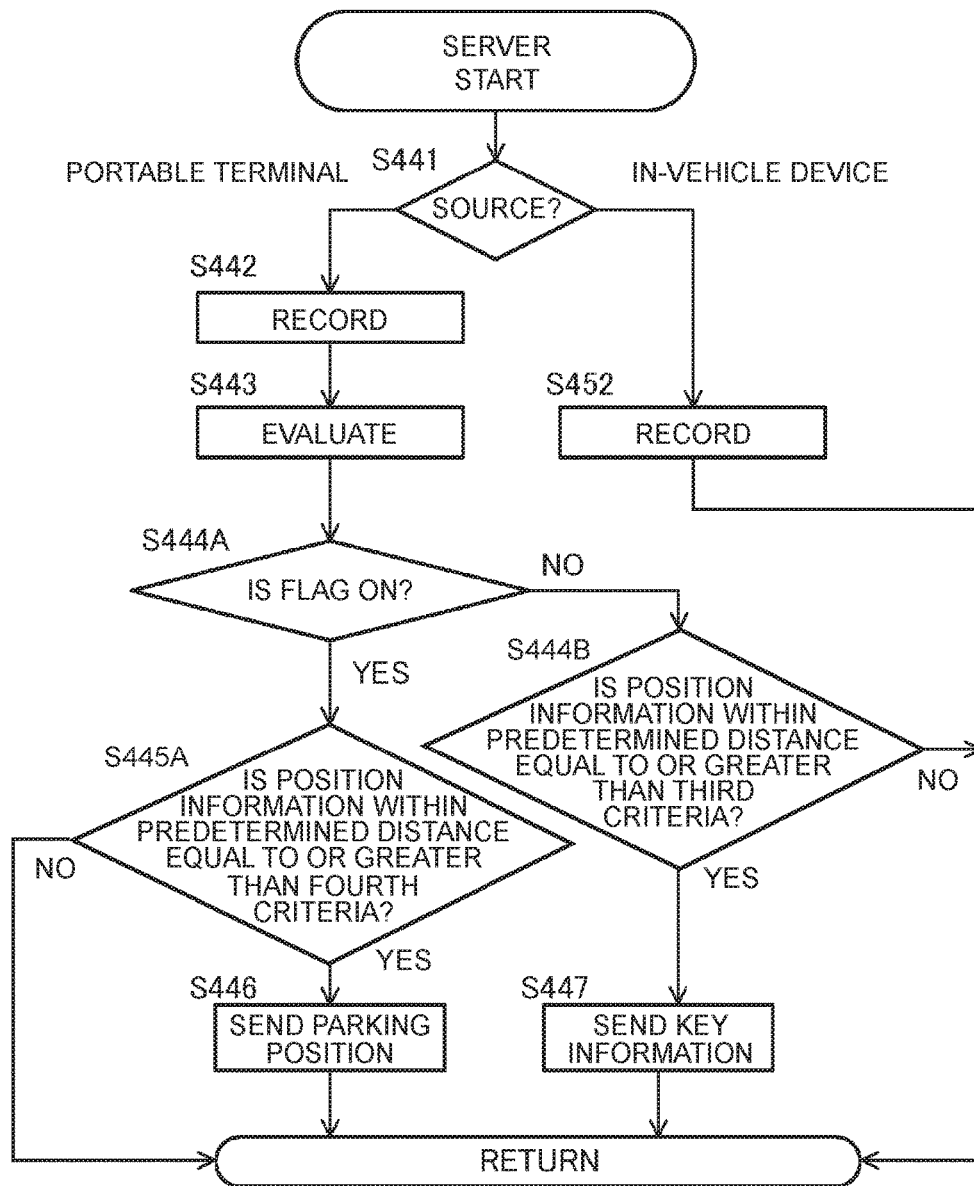 SERVER
START
S441
PORTABLE TERMINAL
IN-VEHICLE DEVICE
SOURCE?
S442
RECORD
S443
EVALUATE
S452
RECORD
S444A
IS FLAG ON?
NO
YES
S444B
IS POSITION
INFORMATION WITHIN
PREDETERMINED DISTANCE
EQUAL TO OR GREATER
THAN THIRD
CRITERIA?
NO
YES
S445A
IS POSITION
INFORMATION WITHIN
PREDETERMINED DISTANCE
EQUAL TO OR GREATER
THAN FOURTH
CRITERIA?
NO
YES
S446
SEND PARKING
POSITION
S447
SEND KEY
INFORMATION
RETURN